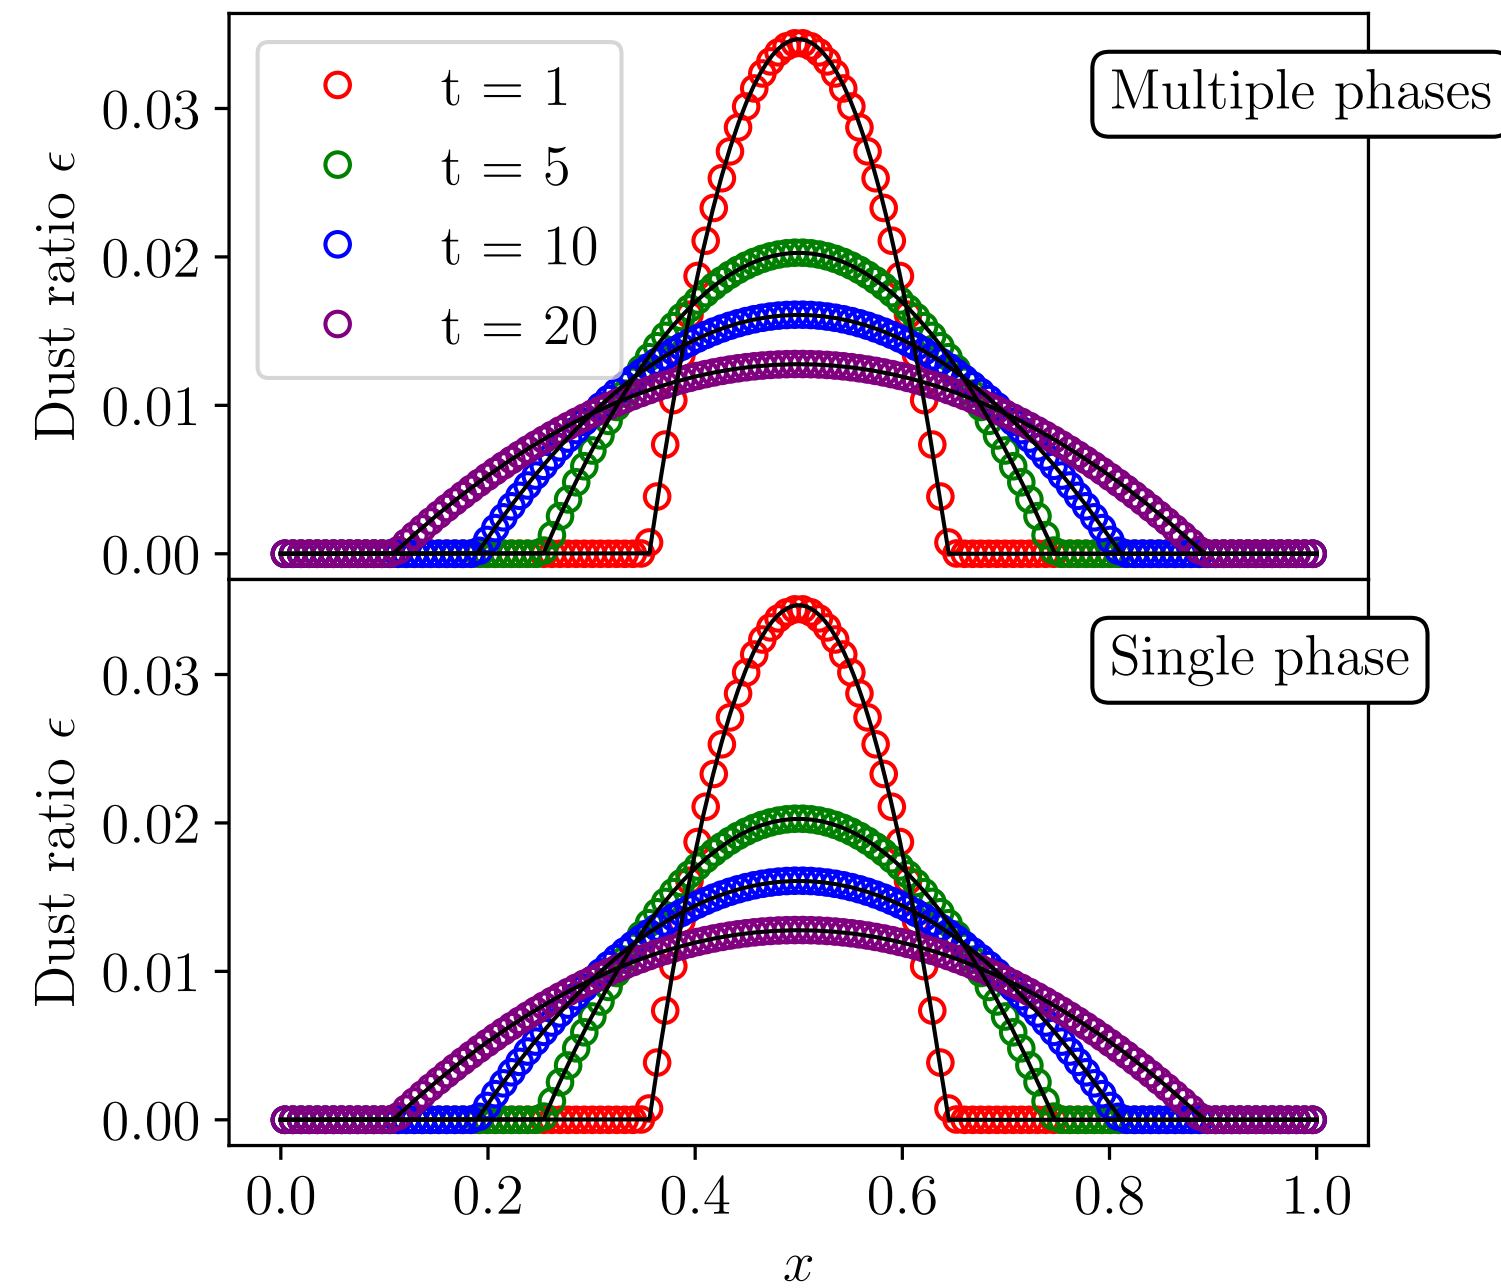 t = 1
t = 5
t = 10
t = 20
Multiple phases
0.03
0.02
0.01
0.00
Dust ratio ϵ
Single phase
0.03
0.02
0.01
0.00
Dust ratio ϵ
0.0 0.2 0.4 0.6 0.8 1.0
x